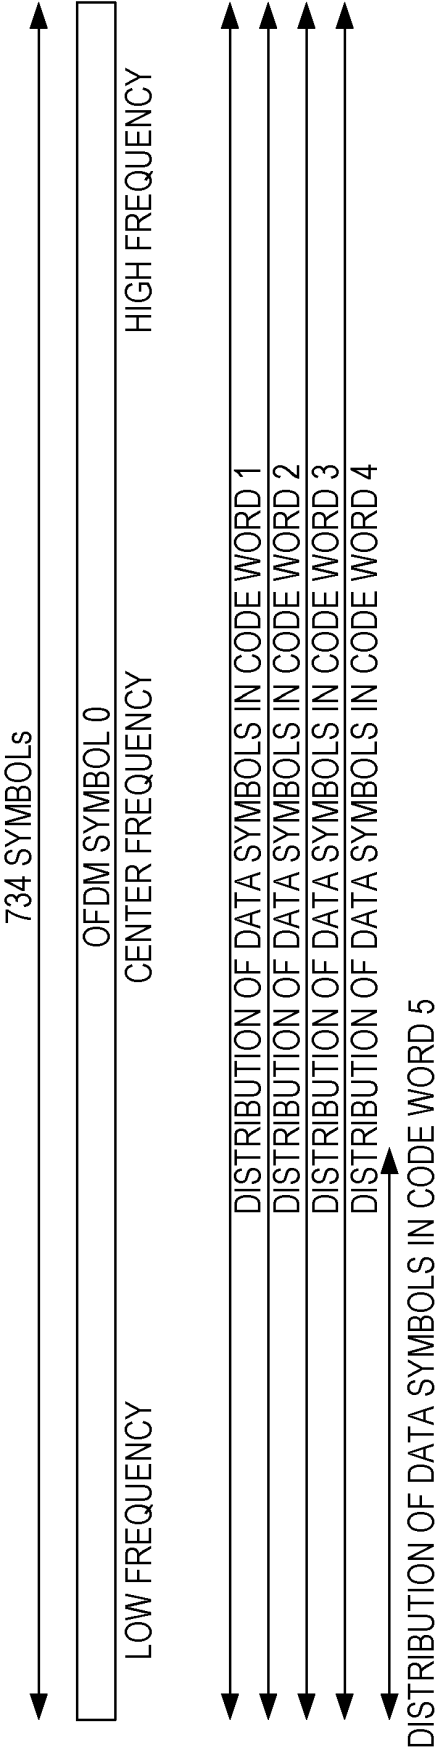 734 SYMBOLs
OFDM SYMBOL 0
LOW FREQUENCY
CENTER FREQUENCY
HIGH FREQUENCY
DISTRIBUTION OF DATA SYMBOLS IN CODE WORD 1
DISTRIBUTION OF DATA SYMBOLS IN CODE WORD 2
DISTRIBUTION OF DATA SYMBOLS IN CODE WORD 3
DISTRIBUTION OF DATA SYMBOLS IN CODE WORD 4
DISTRIBUTION OF DATA SYMBOLS IN CODE WORD 5